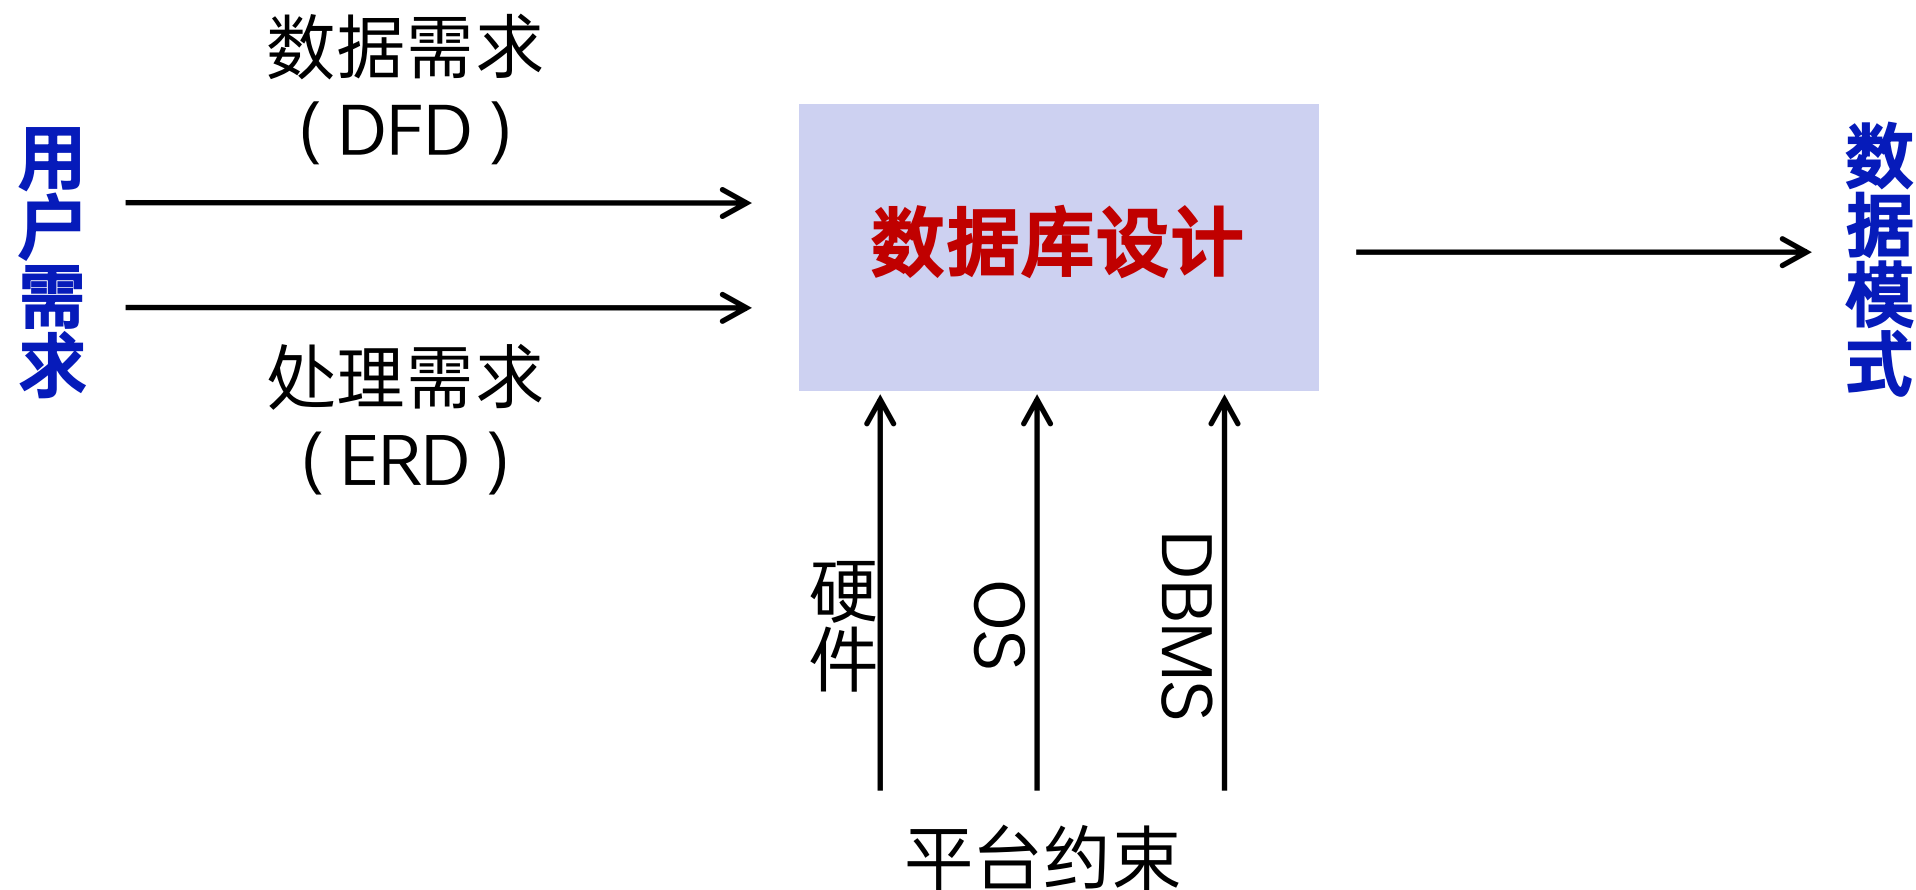 数据需求
（DFD）
用户需求
处理需求
（ERD）
数据库设计
数据模式
硬件
OS
DBMS
平台约束